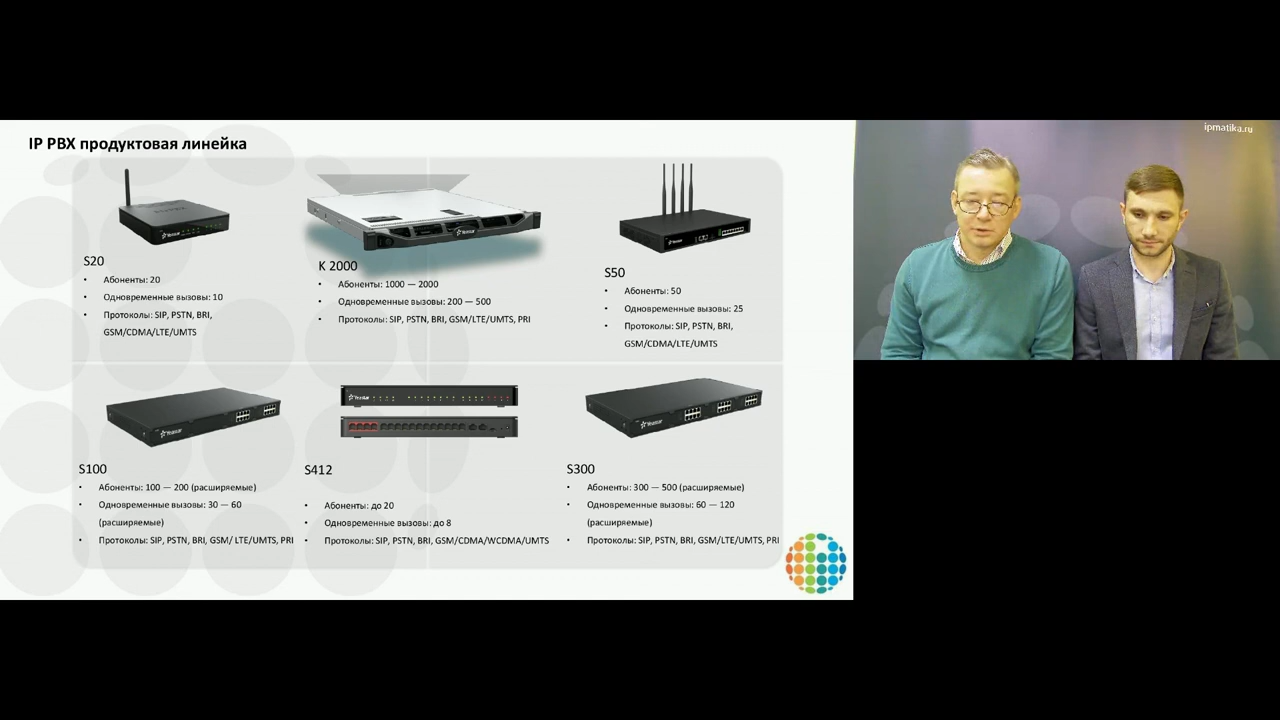 IP PBX продуктовая линейка
ipmatika.ru
S20
• Абоненты: 20
• Одновременные вызовы: 10
• Протоколы: SIP, PSTN, BRI,
GSM/CDMA/LTE/UMTS
Yeastar
K 2000
• Абоненты: 1000 — 2000
• Одновременные вызовы: 200 — 500
• Протоколы: SIP, PSTN, BRI, GSM/LTE/UMTS, PRI
Yeastar
S50
• Абоненты: 50
• Одновременные вызовы: 25
• Протоколы: SIP, PSTN, BRI,
GSM/CDMA/LTE/UMTS
Yeastar
S100
• Абоненты: 100 — 200 (расширяемые)
• Одновременные вызовы: 30 — 60
(расширяемые)
• Протоколы: SIP, PSTN, BRI, GSM/ LTE/UMTS, PRI
Yeastar
S412
• Абоненты: до 20
• Одновременные вызовы: до 8
• Протоколы: SIP, PSTN, BRI, GSM/CDMA/WCDMA/UMTS
Yeastar
S300
• Абоненты: 300 — 500 (расширяемые)
• Одновременные вызовы: 60 — 120
(расширяемые)
• Протоколы: SIP, PSTN, BRI, GSM/LTE/UMTS, PRI